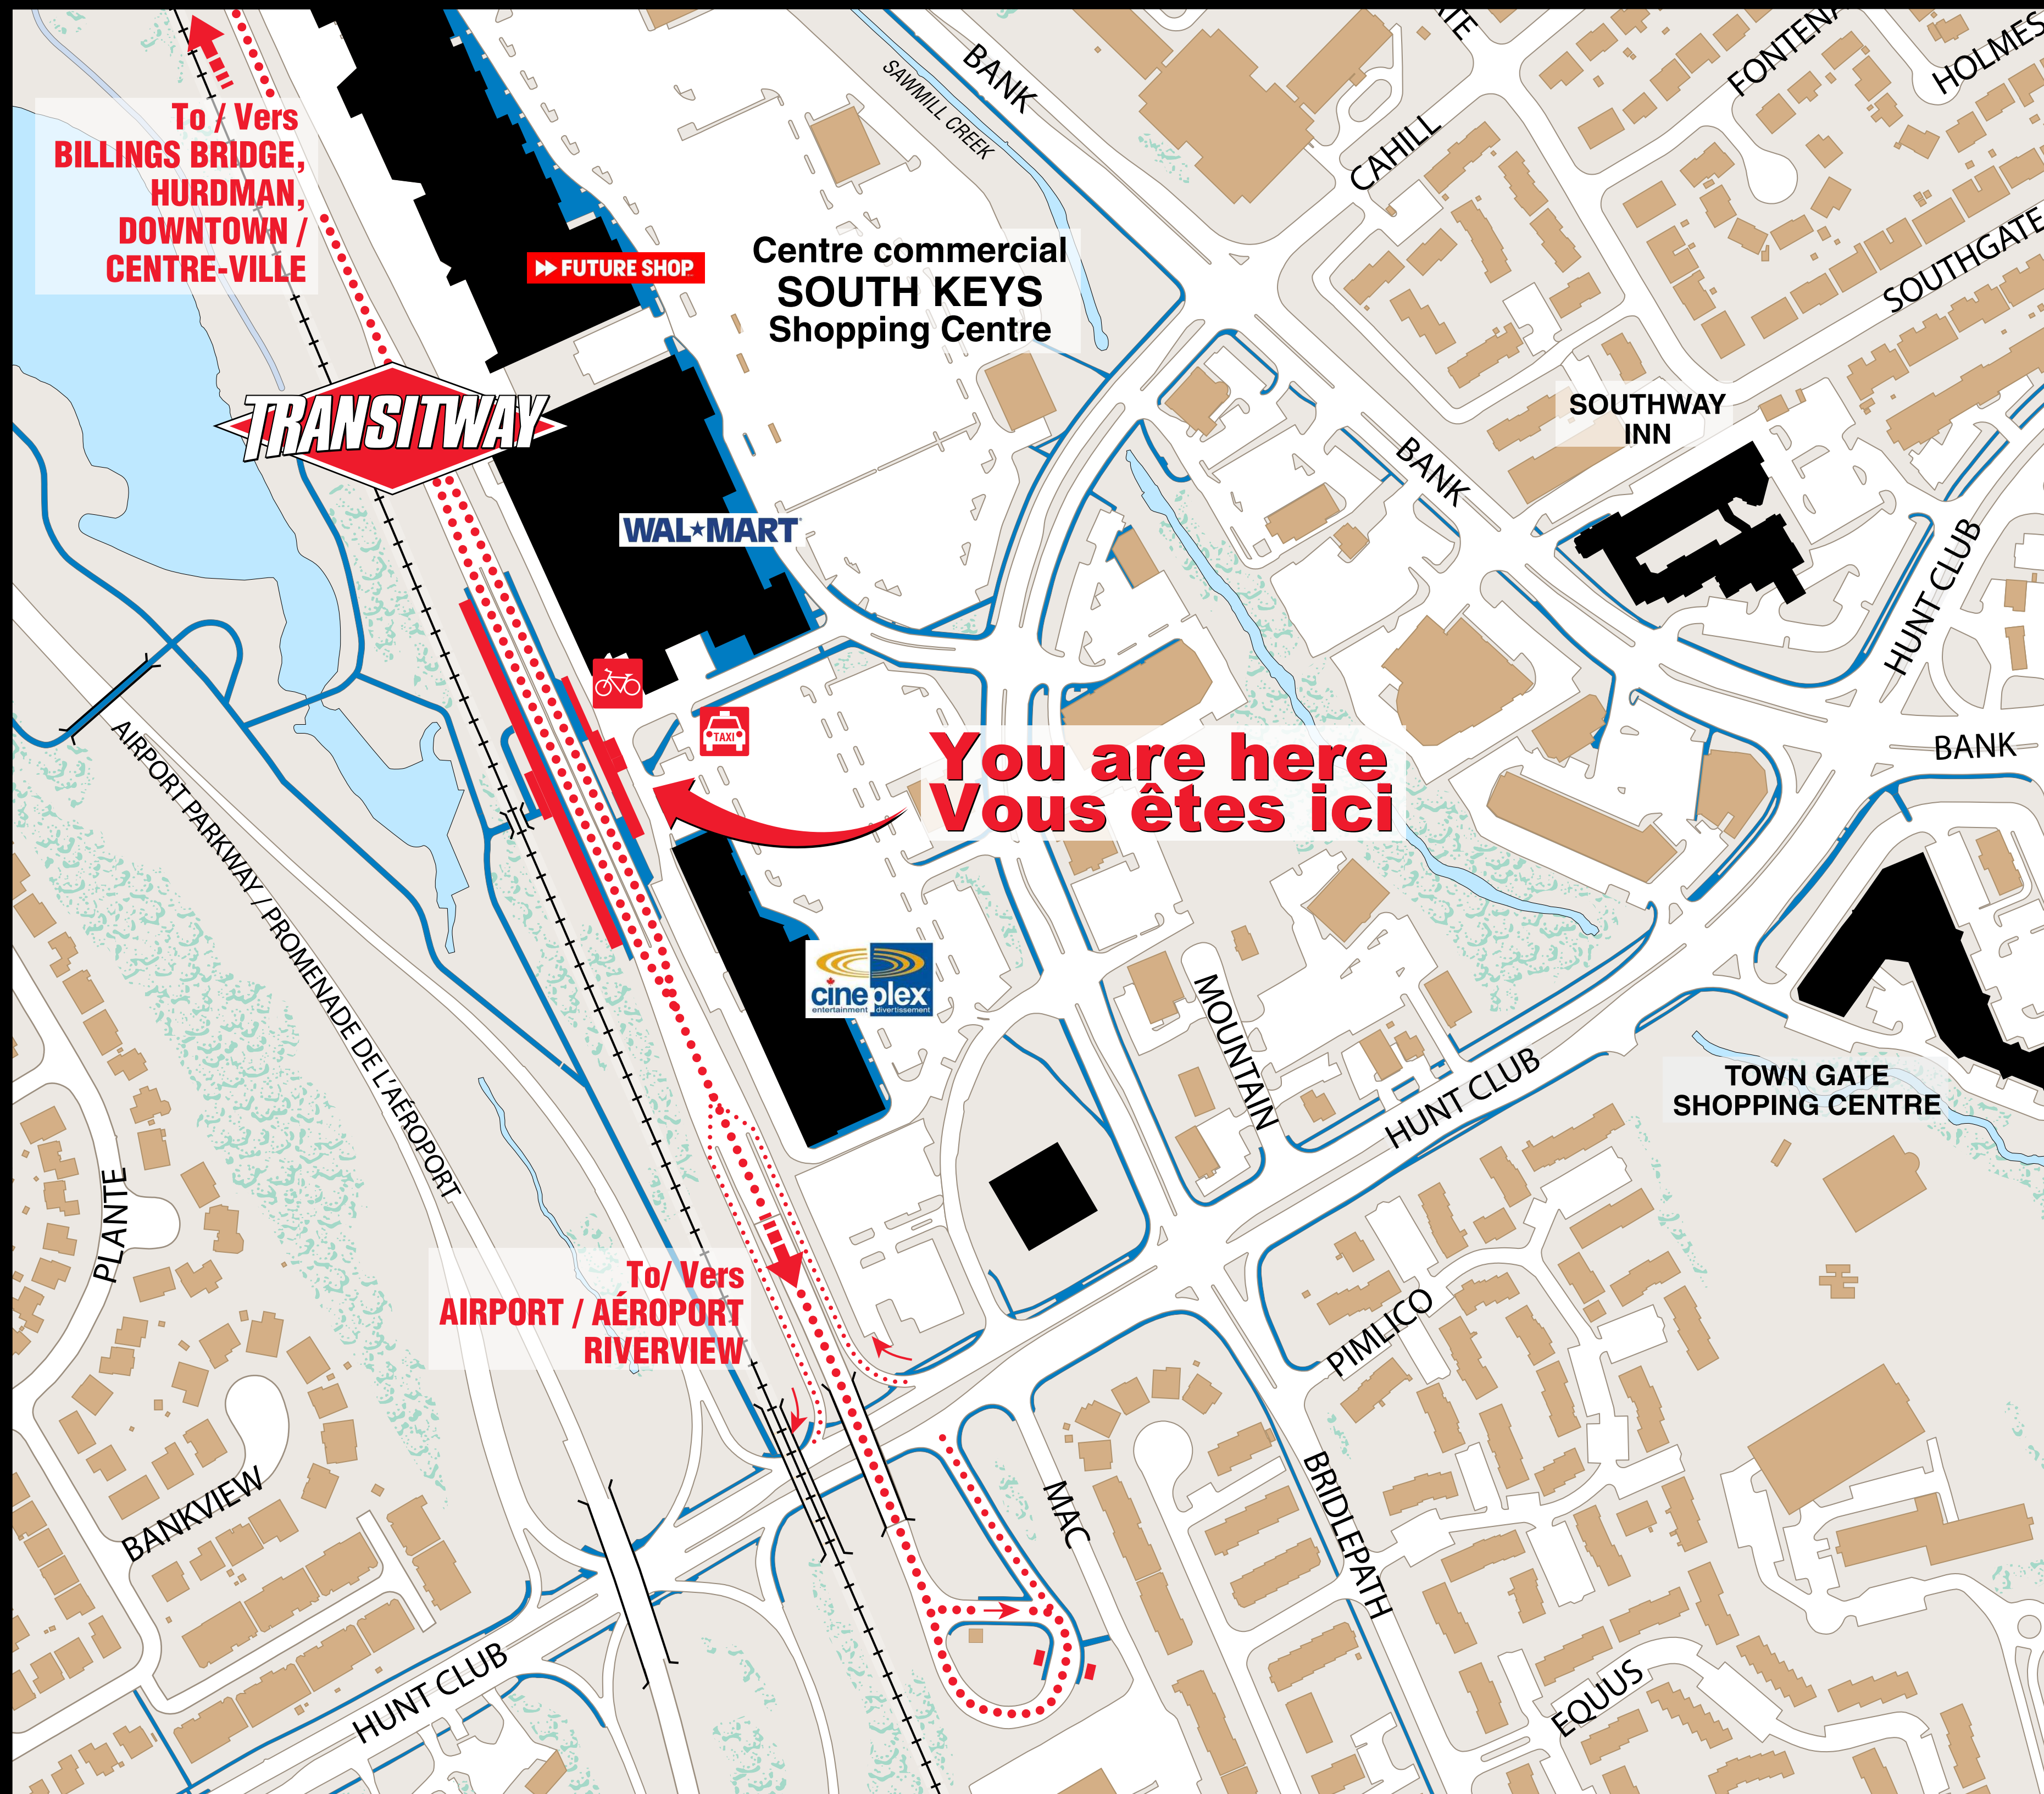 To / Vers
BILLINGS BRIDGE,
HURDMAN,
DOWNTOWN /
CENTRE-VILLE
BANK
SAWMILL CREEK
CAHILL
HOLMES
SOUTHGATE
FUTURE SHOP
Centre commercial
SOUTH KEYS
Shopping Centre
TRANSITWAY
SOUTHWAY
INN
BANK
WAL★MART
HUNT CLUB
TAXI
You are here
Vous êtes ici
BANK
AIRPORT PARKWAY / PROMENADE DE L'AÉROPORT
cineplex
entertainment divertissement
MOUNTAIN
HUNT CLUB
TOWN GATE
SHOPPING CENTRE
PLANTE
To/ Vers
AIRPORT / AÉROPORT
RIVERVIEW
PIMLICO
BANKVIEW
MAC
BRIDLEPATH
HUNT CLUB
EQUUS